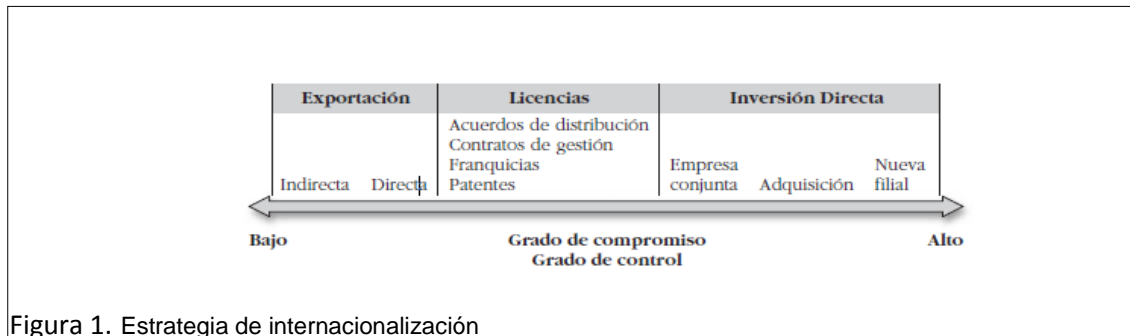 Exportación Licencias Inversión Directa
Acuerdos de distribución
Contratos de gestión
Franquicias Empresa Nueva
Indirecta Directa Patentes conjunta Adquisición filial
Bajo Grado de compromiso Alto
Grado de control
Figura 1. Estrategia de internacionalización